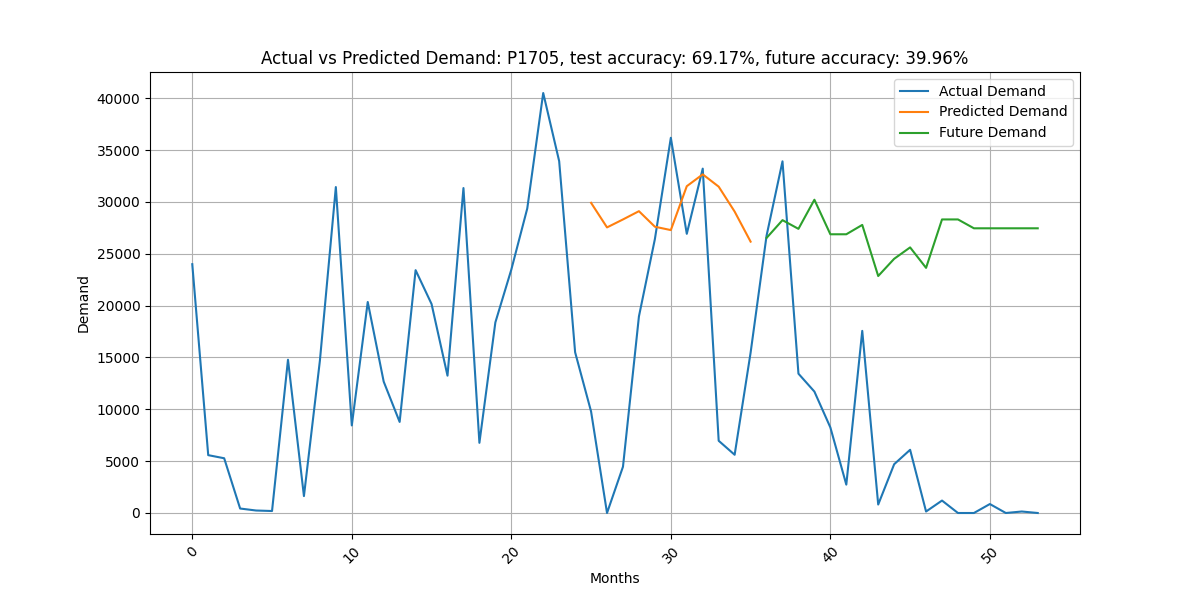 Actual vs Predicted Demand: P1705, test accuracy: 69.17%, future accuracy: 39.96%
Actual Demand
Predicted Demand
Future Demand
40000
35000
30000
25000
20000
15000
10000
5000
0
Demand
0
10
20
30
40
50
Months